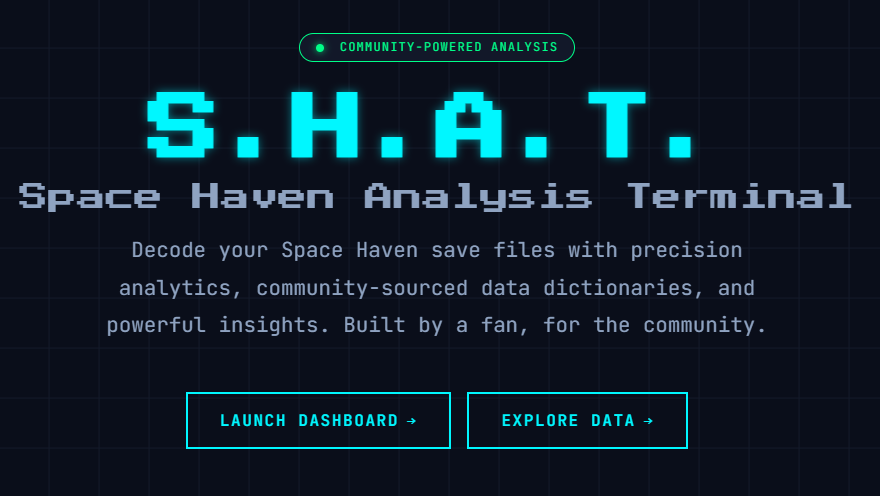 COMMUNITY-POWERED ANALYSIS
S.H.A.T.
Space Haven Analysis Terminal
Decode your Space Haven save files with precision
analytics, community-sourced data dictionaries, and
powerful insights. Built by a fan, for the community.
LAUNCH DASHBOARD → EXPLORE DATA →